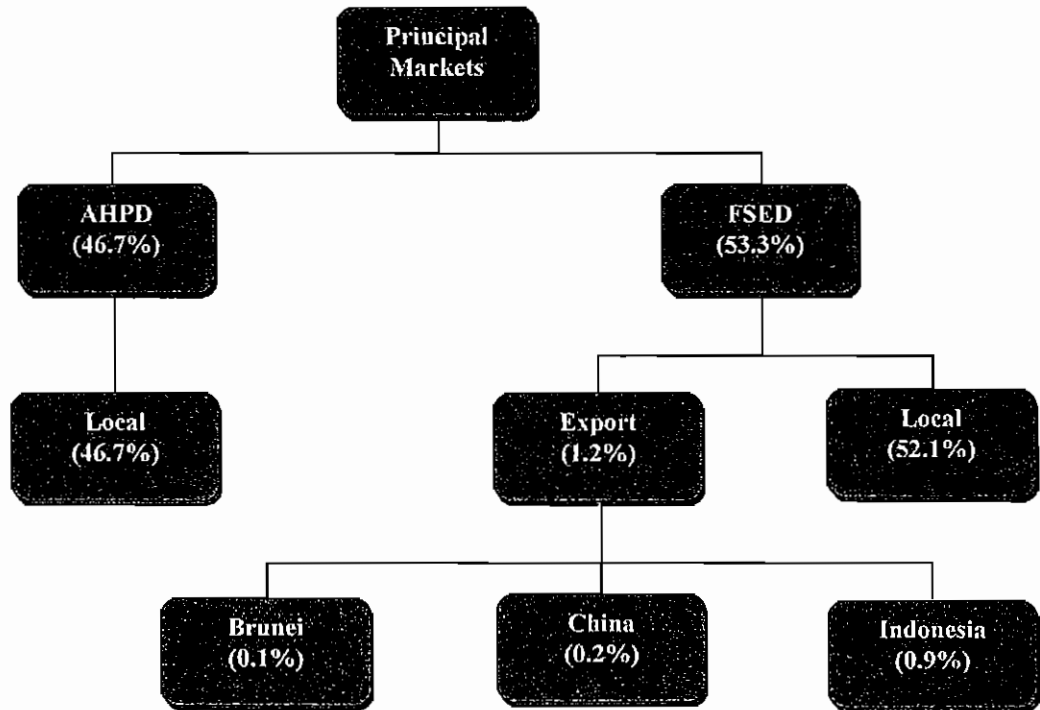 Principal
Markets
AHPD
(46.7%)
FSED
(53.3%)
Local
(46.7%)
Export
(1.2%)
Local
(52.1%)
Brunei
(0.1%)
China
(0.2%)
Indonesia
(0.9%)